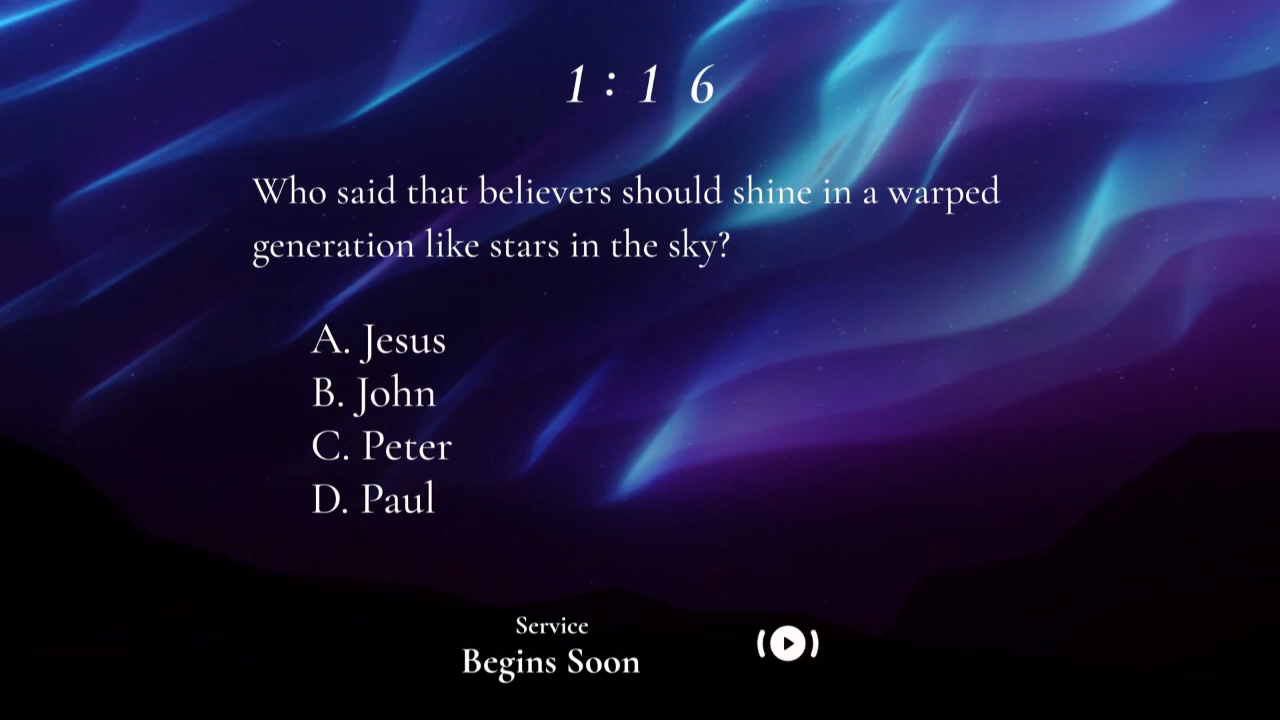 1:16
Who said that believers should shine in a warped
generation like stars in the sky?
A. Jesus
B. John
C. Peter
D. Paul
Service
Begins Soon